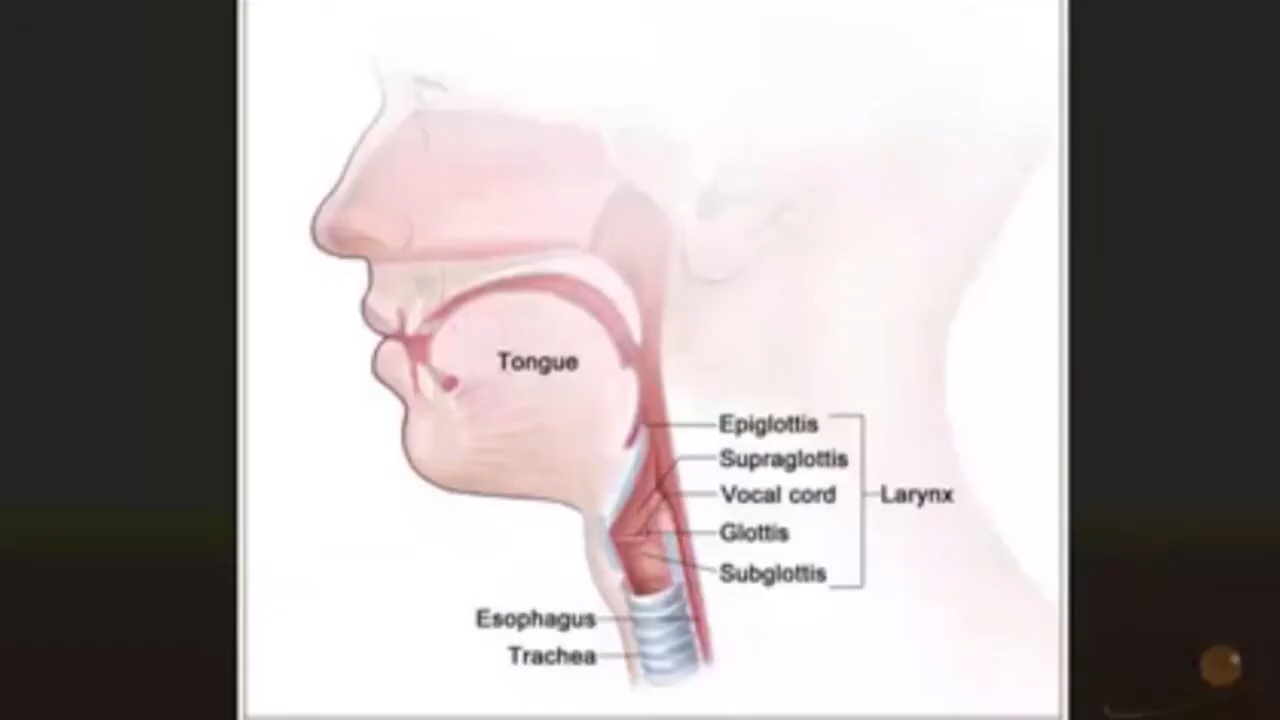 Tongue
Epiglottis
Supraglottis
Vocal cord
Larynx
Glottis
Subglottis
Esophagus
Trachea